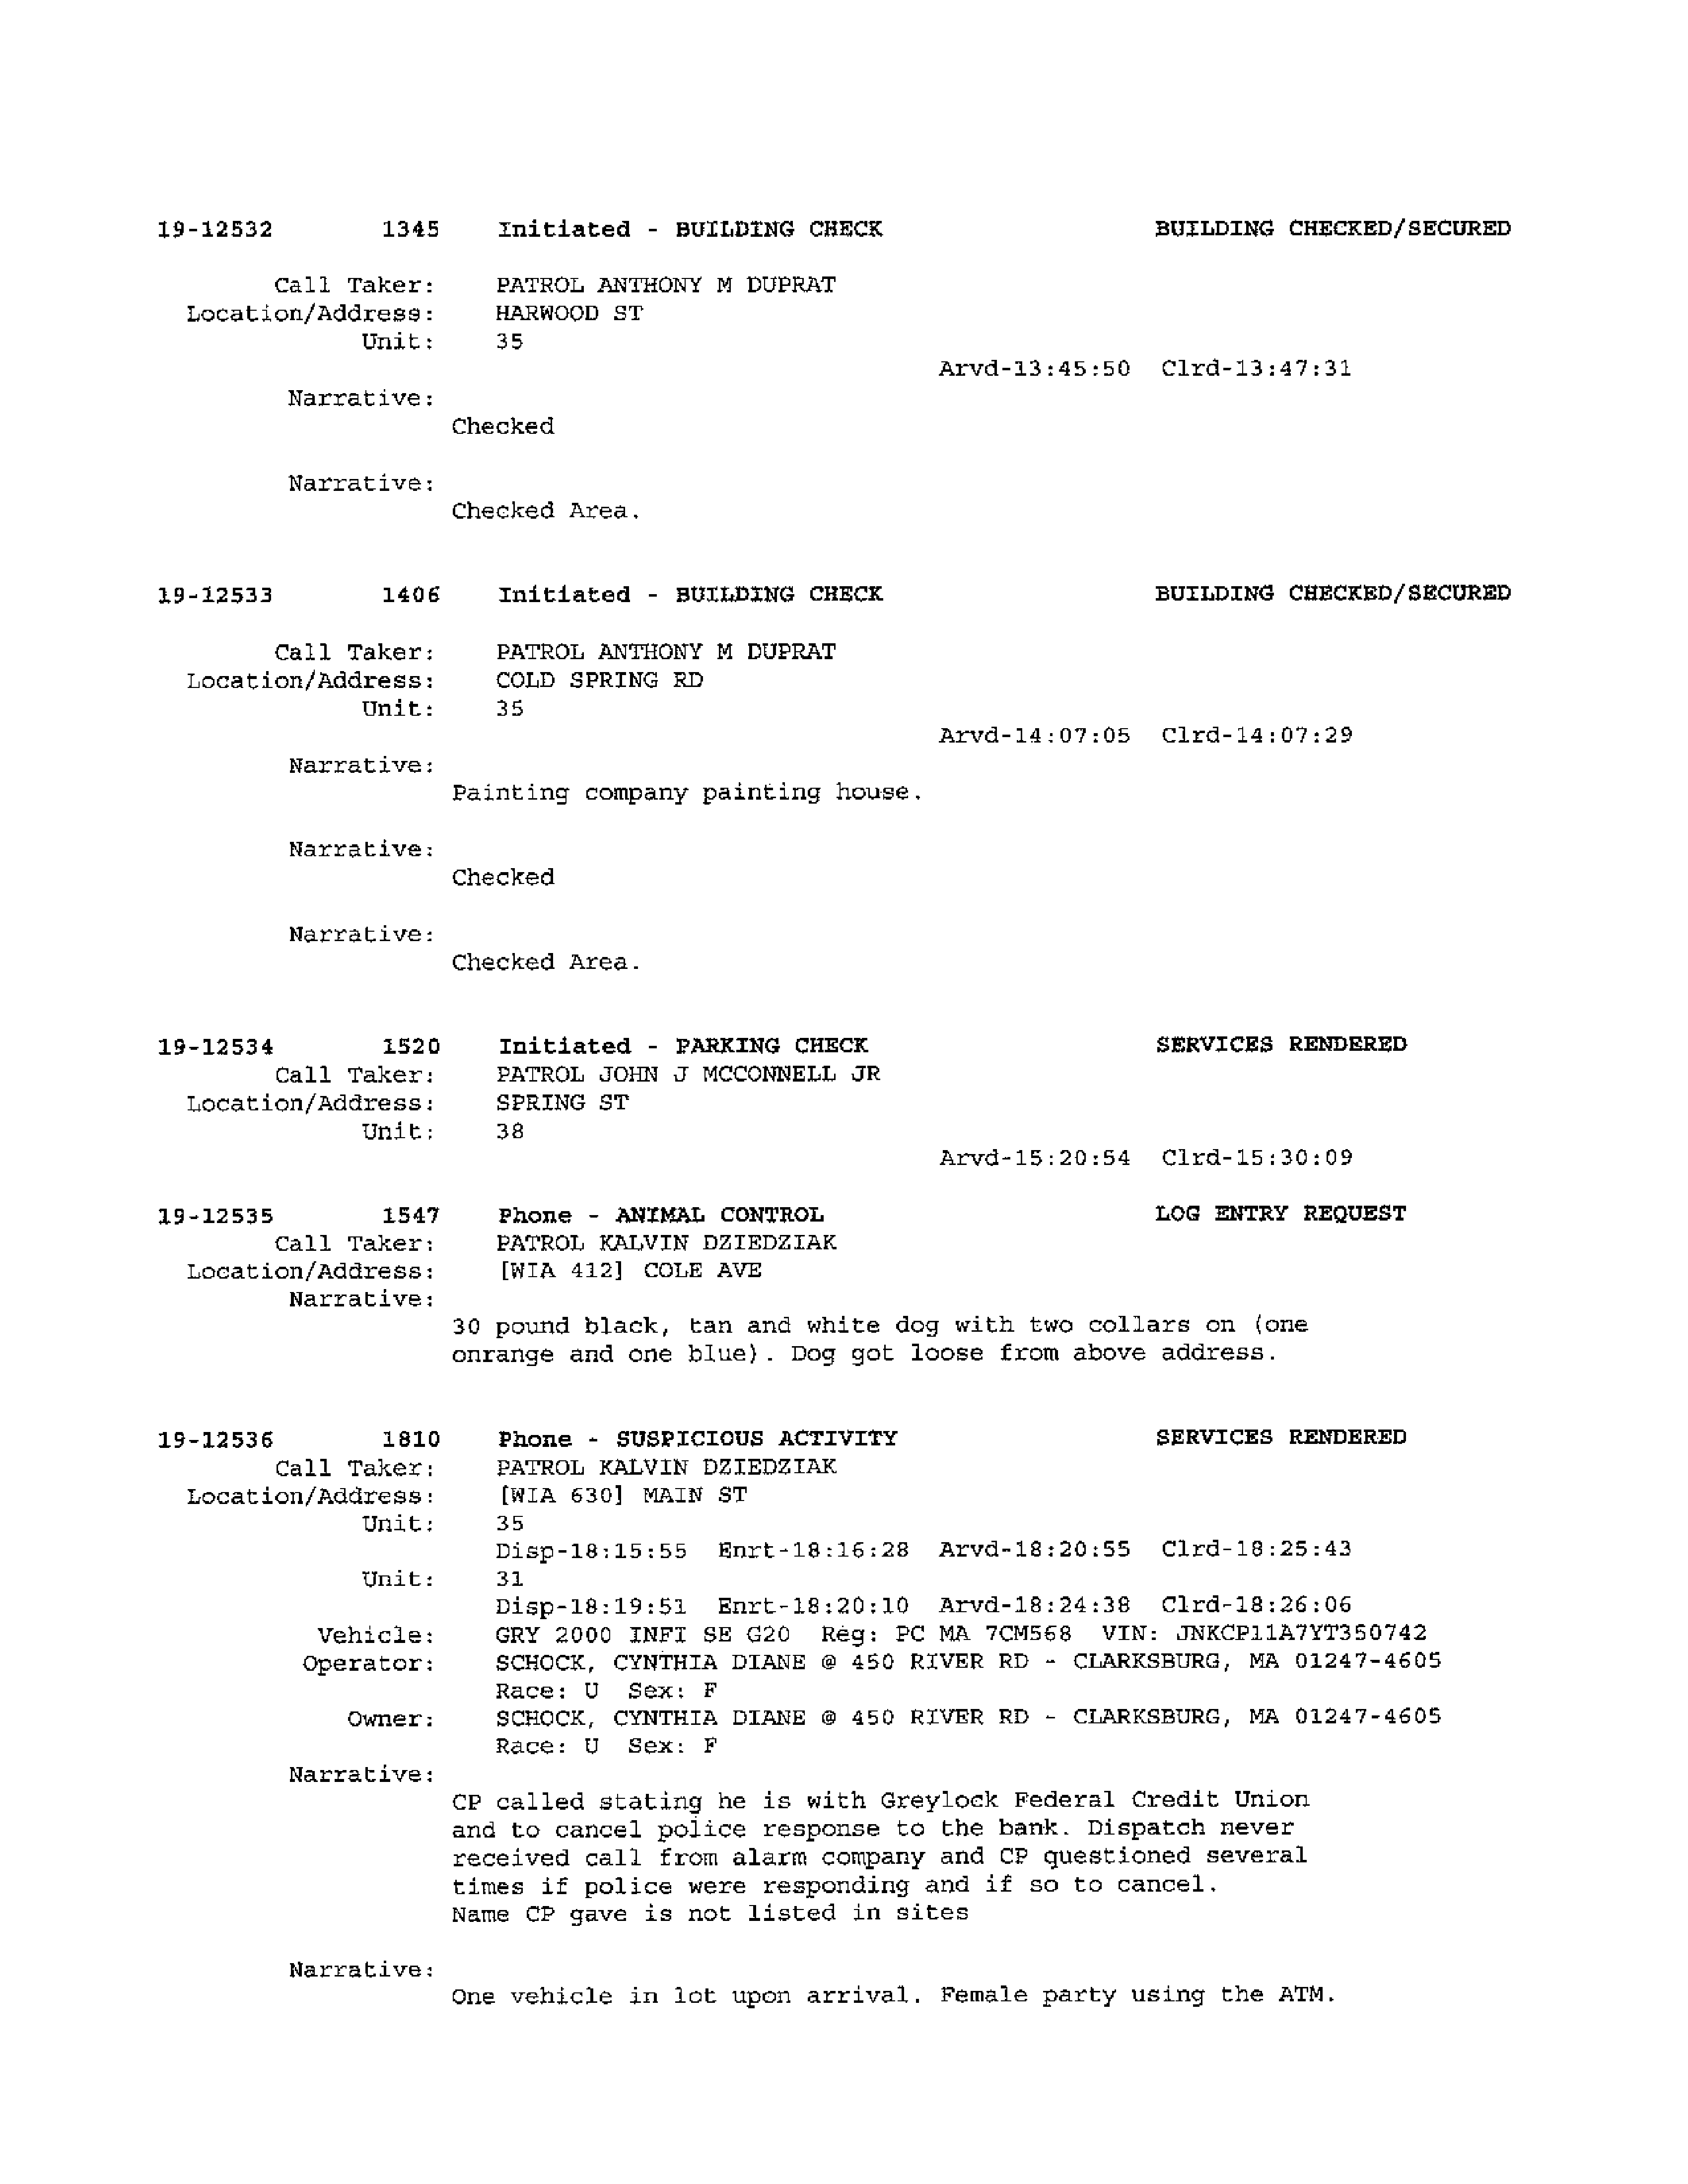 19-12532 1345 Initiated - BUILDING CHECK BUILDING CHECKED/SECURED
Call Taker: PATROL ANTHONY M DUPRAT
Location/Address: HARWOOD ST
Unit: 35
Arvd-13:45:50 Clrd-13:47:31
Narrative:
Checked
Narrative:
Checked Area.
19-12533 1406 Initiated - BUILDING CHECK BUILDING CHECKED/SECURED
Call Taker: PATROL ANTHONY M DUPRAT
Location/Address: COLD SPRING RD
Unit: 35
Arvd-14:07:05 Clrd-14:07:29
Narrative:
Painting company painting house.
Narrative:
Checked
Narrative:
Checked Area.
19-12534 1520 Initiated - PARKING CHECK SERVICES RENDERED
Call Taker: PATROL JOHN J MCCONNELL JR
Location/Address: SPRING ST
Unit: 38
Arvd-15:20:54 Clrd-15:30:09
19-12535 1547 Phone - ANIMAL CONTROL LOG ENTRY REQUEST
Call Taker: PATROL KALVIN DZIEDZIAK
Location/Address: [WIA 412] COLE AVE
Narrative:
30 pound black, tan and white dog with two collars on (one
onrange and one blue). Dog got loose from above address.
19-12536 1810 Phone - SUSPICIOUS ACTIVITY SERVICES RENDERED
Call Taker: PATROL KALVIN DZIEDZIAK
Location/Address: [WIA 630] MAIN ST
Unit: 35
Disp-18:15:55 Enrt-18:16:28 Arvd-18:20:55 Clrd-18:25:43
Unit: 31
Disp-18:19:51 Enrt-18:20:10 Arvd-18:24:38 Clrd-18:26:06
Vehicle: GRY 2000 INFI SE G20 Reg: PC MA 7CM568 VIN: JNKCP11A7YT350742
Operator: SCHOCK, CYNTHIA DIANE @ 450 RIVER RD - CLARKSBURG, MA 01247-4605
Race: U Sex: F
Owner: SCHOCK, CYNTHIA DIANE @ 450 RIVER RD - CLARKSBURG, MA 01247-4605
Race: U Sex: F
Narrative:
CP called stating he is with Greylock Federal Credit Union
and to cancel police response to the bank. Dispatch never
received call from alarm company and CP questioned several
times if police were responding and if so to cancel.
Name CP gave is not listed in sites
Narrative:
One vehicle in lot upon arrival. Female party using the ATM.